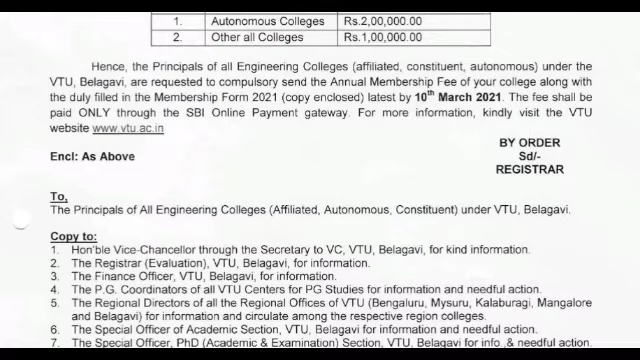 1. Autonomous Colleges Rs.2,00,000.00
2. Other all Colleges Rs.1,00,000.00
Hence, the Principals of all Engineering Colleges (affiliated, constituent, autonomous) under the
VTU, Belagavi, are requested to compulsory send the Annual Membership Fee of your college along with
the duly filled in the Membership Form 2021 (copy enclosed) latest by 10th March 2021. The fee shall be
paid ONLY through the SBI Online Payment gateway. For more information, kindly visit the VTU
website www.vtu.ac.in
BY ORDER
Encl: As Above Sd/-
REGISTRAR
To,
The Principals of All Engineering Colleges (Affiliated, Autonomous, Constituent) under VTU, Belagavi.
Copy to:
1. Hon'ble Vice-Chancellor through the Secretary to VC, VTU, Belagavi, for kind information.
2. The Registrar (Evaluation), VTU, Belagavi, for information.
3. The Finance Officer, VTU, Belagavi, for information.
4. The P.G. Coordinators of all VTU Centers for PG Studies for information and needful action.
5. The Regional Directors of all the Regional Offices of VTU (Bengaluru, Mysuru, Kalaburagi, Mangalore
and Belagavi) for information and circulate among the respective region colleges.
6. The Special Officer of Academic Section, VTU, Belagavi for information and needful action.
7. The Special Officer, PhD (Academic & Examination) Section, VTU, Belagavi for info.,& needful action.